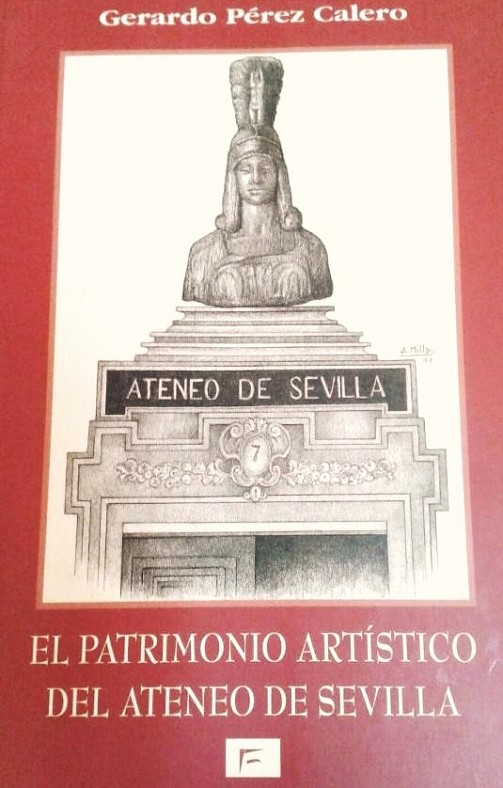 Gerardo Pérez Calero
ATENEO DE SEVILLA
7
EL PATRIMONIO ARTÍSTICO
DEL ATENEO DE SEVILLA